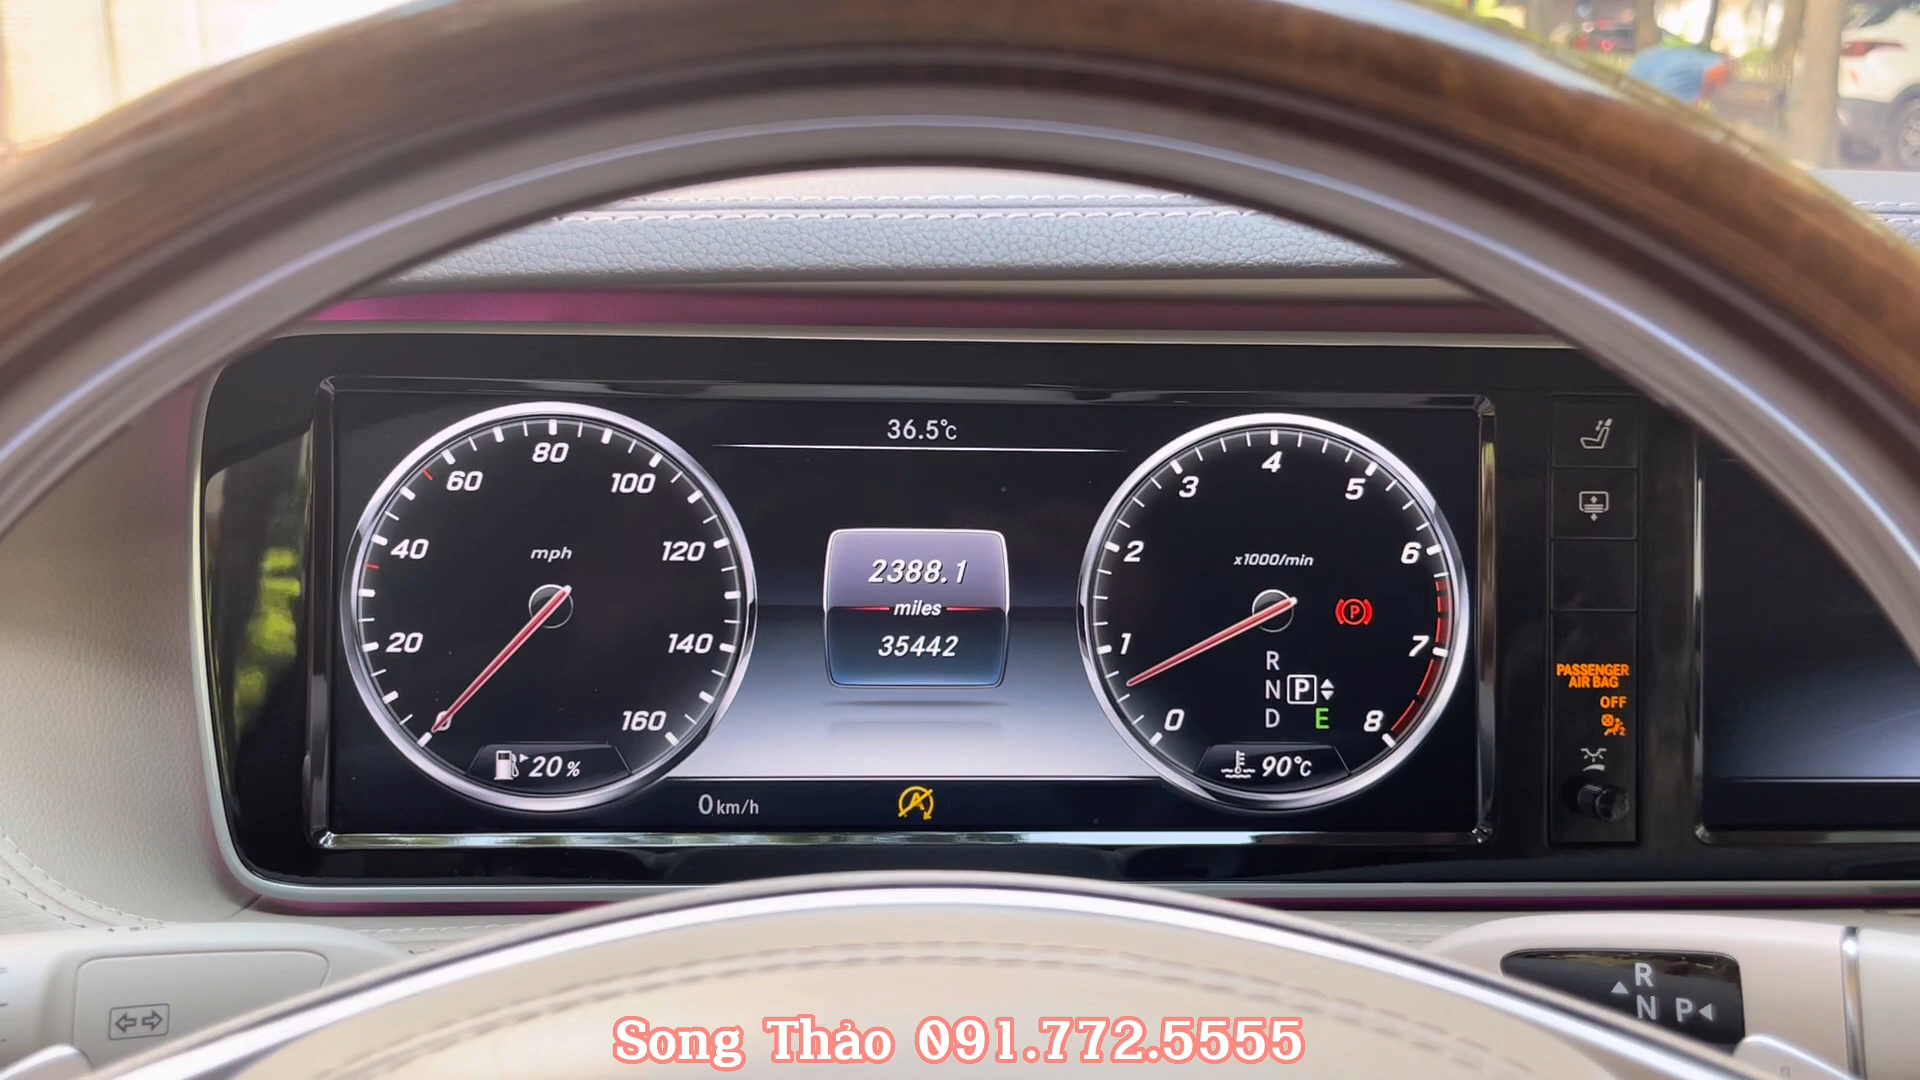 36.5°c
80
60
100
40
mph
120
20
140
0
160
20%
2388.1
miles
35442
4
3
5
2
x1000/min
6
P
1
7
R
N P
D E
0
8
90°C
0 km/h
A
PASSENGER
AIR BAG
OFF
2
R
N P
Song Thảo 091.772.5555